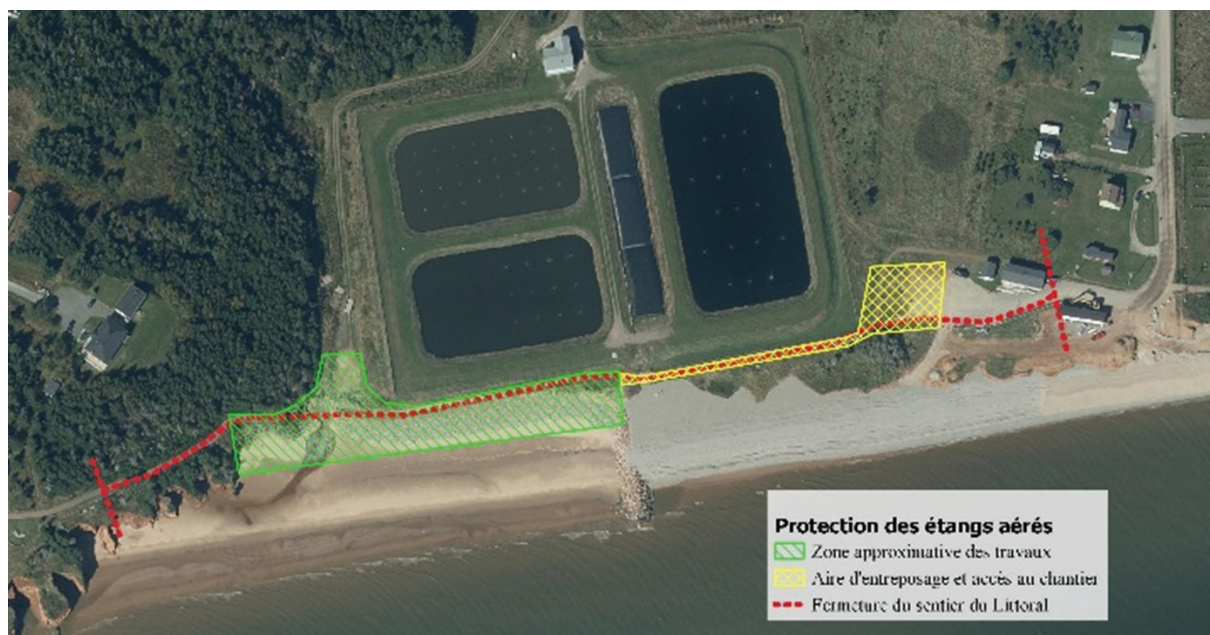 Protection des étangs aérés
Zone approximative des travaux
Aire d'entreposage et accès au chantier
Fermeture du sentier du Littoral